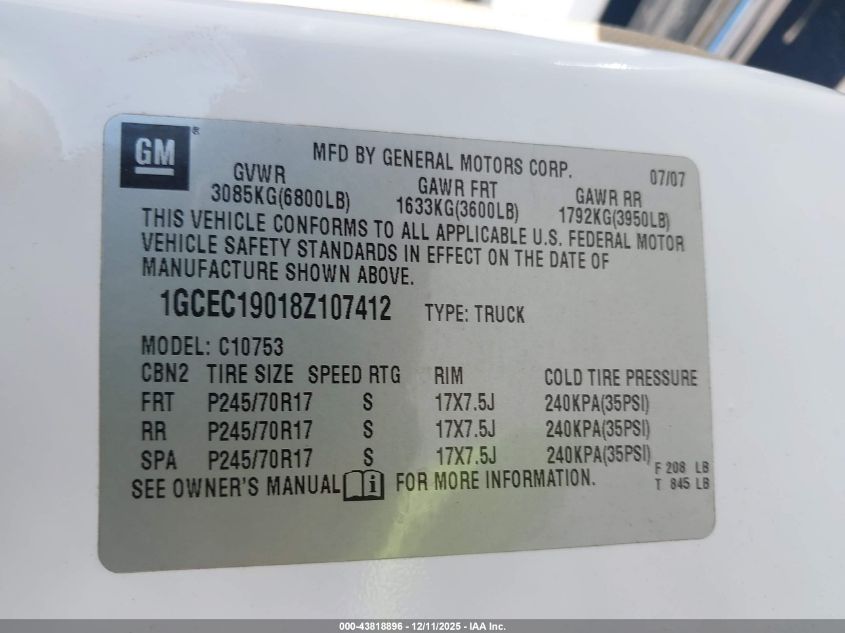 GM ®
MFD BY GENERAL MOTORS CORP. 07/07
GVWR GAWR FRT GAWR RR
3085KG(6800LB) 1633KG(3600LB) 1792KG(3950LB)
THIS VEHICLE CONFORMS TO ALL APPLICABLE U.S. FEDERAL MOTOR
VEHICLE SAFETY STANDARDS IN EFFECT ON THE DATE OF
MANUFACTURE SHOWN ABOVE.
1GCEC19018Z107412 TYPE: TRUCK
MODEL: C10753
CBN2 TIRE SIZE SPEED RTG RIM COLD TIRE PRESSURE
FRT P245/70R17 S 17X7.5J 240KPA(35PSI)
RR P245/70R17 S 17X7.5J 240KPA(35PSI)
SPA P245/70R17 S 17X7.5J 240KPA(35PSI)
F 208 LB
SEE OWNER'S MANUAL i FOR MORE INFORMATION. T 845 LB
000-43818896 - 12/11/2025 - IAA Inc.